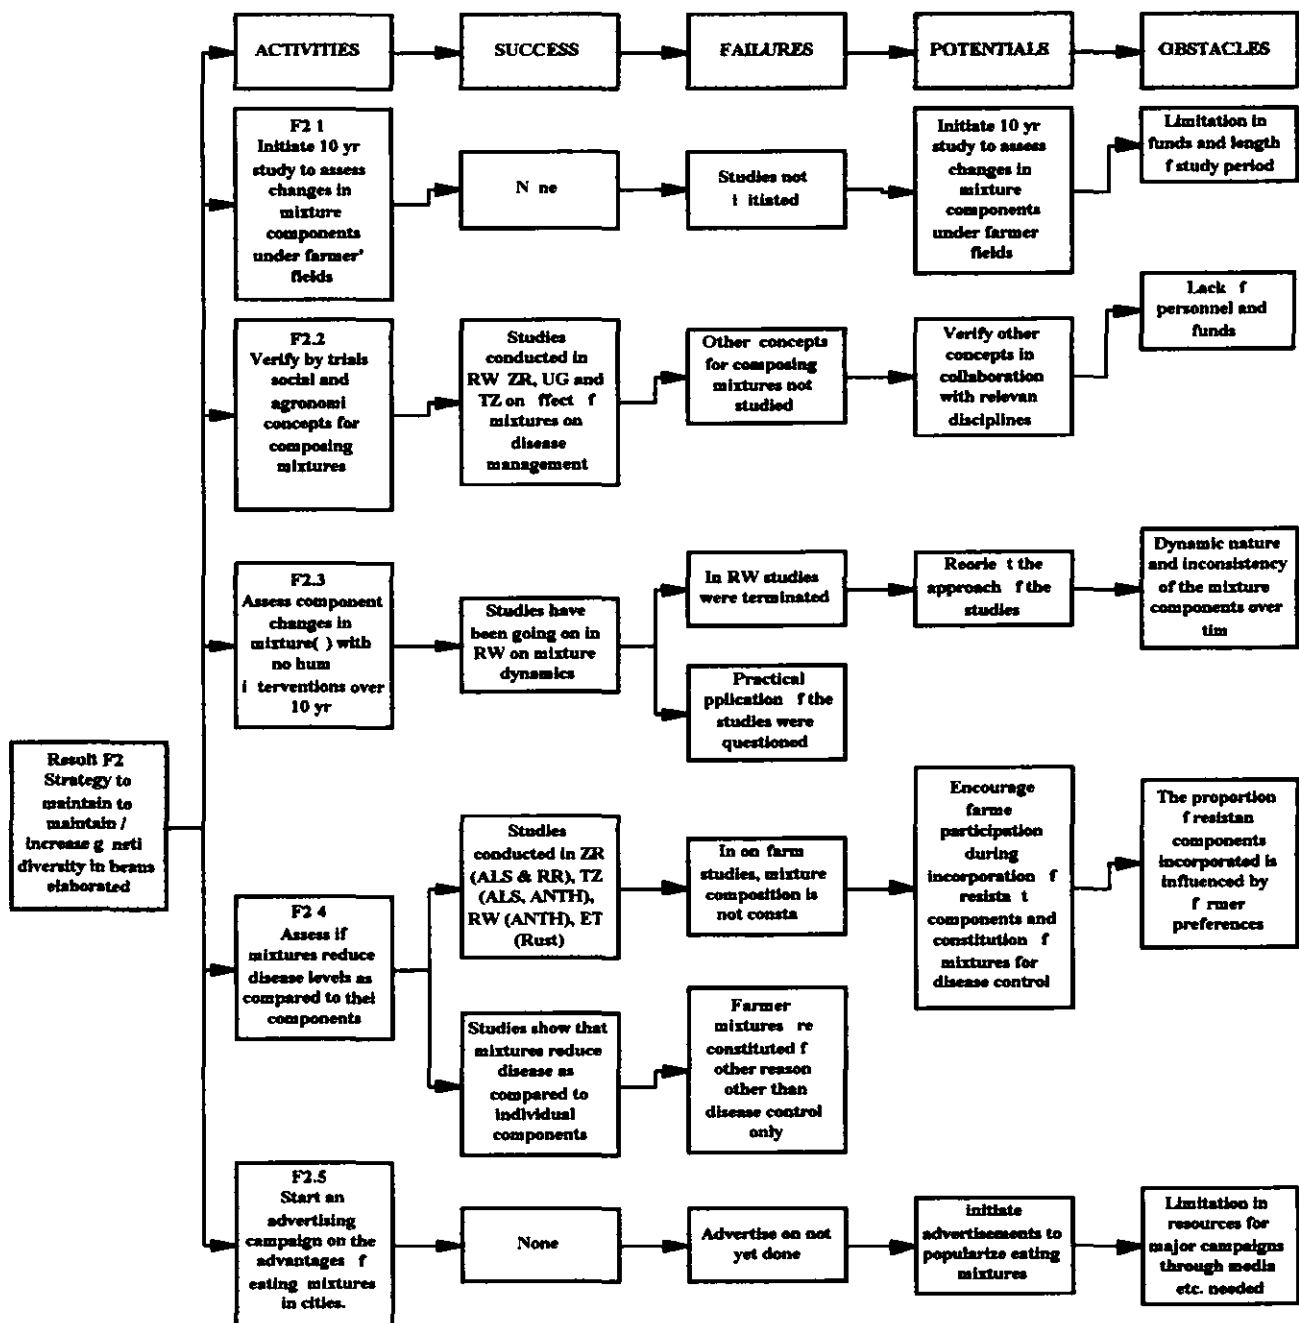 ACTIVITIES
SUCCESS
FAILURES
POTENTIALS
OBSTACLES
F2 1
Initiate 10 yr
study to assess
changes in
mixture
components
under farmer'
fields
N ne
Studies not
i itiated
Initiate 10 yr
study to assess
changes in
mixture
components
under farmer
fields
Limitation in
funds and length
f study period
F2.2
Verify by trials
social and
agronomi
concepts for
composing
mixtures
Studies
conducted in
RW ZR, UG and
TZ on ffect f
mixtures on
disease
management
Other concepts
for composing
mixtures not
studied
Verify other
concepts in
collaboration
with relevan
disciplines
Lack f
personnel and
funds
F2.3
Assess component
changes in
mixture( ) with
no hum
i terventions over
10 yr
Studies have
been going on in
RW on mixture
dynamics
In RW studies
were terminated
Reorie t the
approach f the
studies
Dynamic nature
and inconsistency
of the mixture
components over
tim
Practical
pplication f the
studies were
questioned
Result F2
Strategy to
maintain to
maintain /
increase g neti
diversity in beans
elaborated
F2 4
Assess if
mixtures reduce
disease levels as
compared to thei
components
Studies
conducted in ZR
(ALS & RR), TZ
(ALS, ANTH),
RW (ANTH), ET
(Rust)
In on farm
studies, mixture
composition is
not consta
Encourage
farme
participation
during
incorporation f
resista t
components and
constitution f
mixtures for
disease control
The proportion
f resistan
components
incorporated is
influenced by
f rmer
preferences
Studies show that
mixtures reduce
disease as
compared to
individual
components
Farmer
mixtures re
constituted f
other reason
other than
disease control
only
F2.5
Start an
advertising
campaign on the
advantages f
eating mixtures
in cities.
None
Advertise on not
yet done
initiate
advertisements to
popularize eating
mixtures
Limitation in
resources for
major campaigns
through media
etc. needed